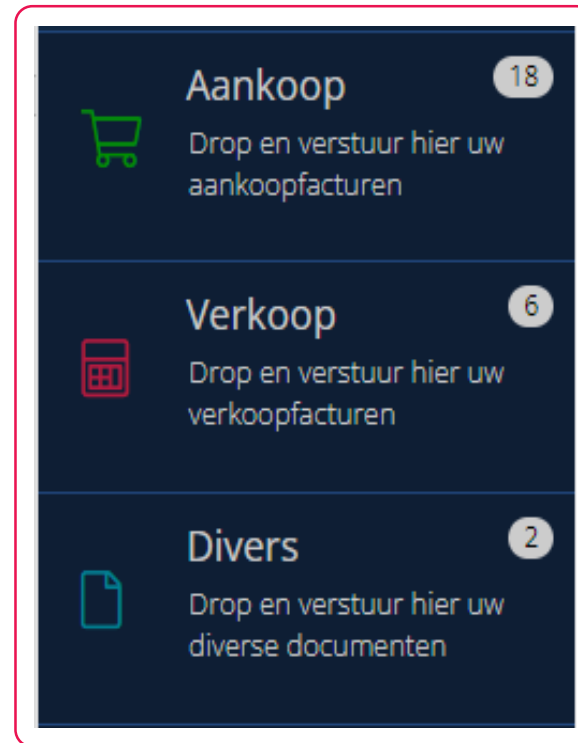 Aankoop 18
Drop en verstuur hier uw
aankoopfacturen
Verkoop 6
Drop en verstuur hier uw
verkoopfacturen
Divers 2
Drop en verstuur hier uw
diverse documenten